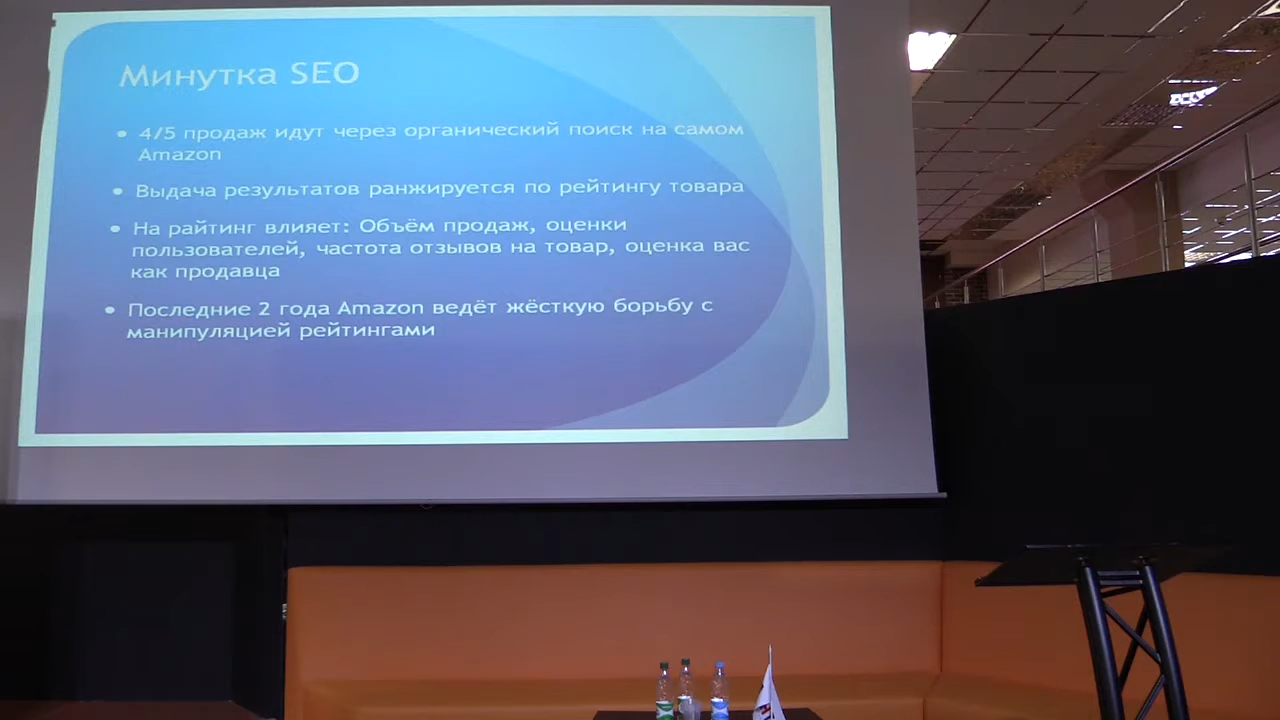 Минутка SEO
4/5 продаж идут через органический поиск на самом
Amazon
Выдача результатов ранжируется по рейтингу товара
На райтинг влияет: Объём продаж, оценки
пользователей, частота отзывов на товар, оценка вас
как продавца
Последние 2 года Amazon ведёт жёсткую борьбу с
манипуляцией рейтингами